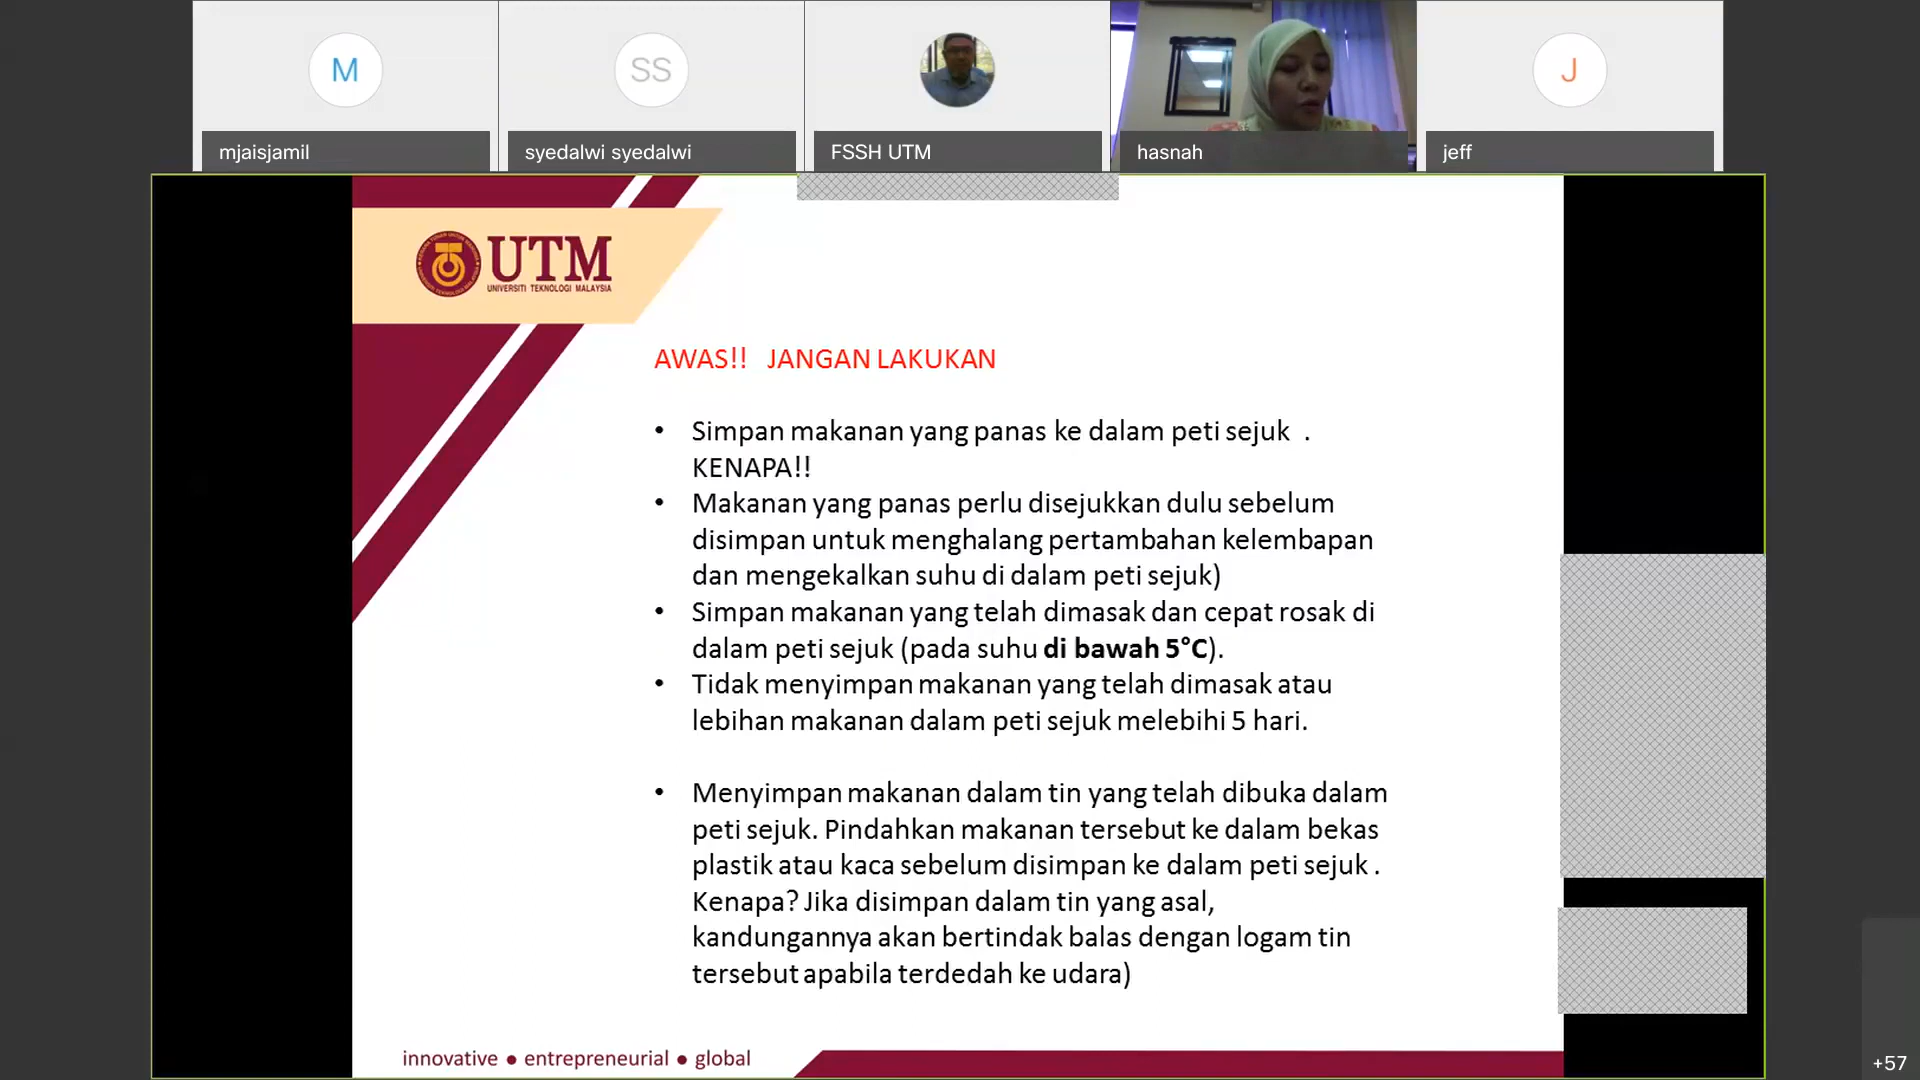 M
SS
J
mjaisjamil
syedalwi syedalwi
FSSH UTM
hasnah
jeff
UTM
UNIVERSITI TEKNOLOGI MALAYSIA
AWAS!! JANGAN LAKUKAN
• Simpan makanan yang panas ke dalam peti sejuk .
KENAPA!!
• Makanan yang panas perlu disejukkan dulu sebelum
disimpan untuk menghalang pertambahan kelembapan
dan mengekalkan suhu di dalam peti sejuk)
• Simpan makanan yang telah dimasak dan cepat rosak di
dalam peti sejuk (pada suhu di bawah 5°C).
• Tidak menyimpan makanan yang telah dimasak atau
lebihan makanan dalam peti sejuk melebihi 5 hari.
• Menyimpan makanan dalam tin yang telah dibuka dalam
peti sejuk. Pindahkan makanan tersebut ke dalam bekas
plastik atau kaca sebelum disimpan ke dalam peti sejuk .
Kenapa? Jika disimpan dalam tin yang asal,
kandungannya akan bertindak balas dengan logam tin
tersebut apabila terdedah ke udara)
innovative ● entrepreneurial ● global
+57